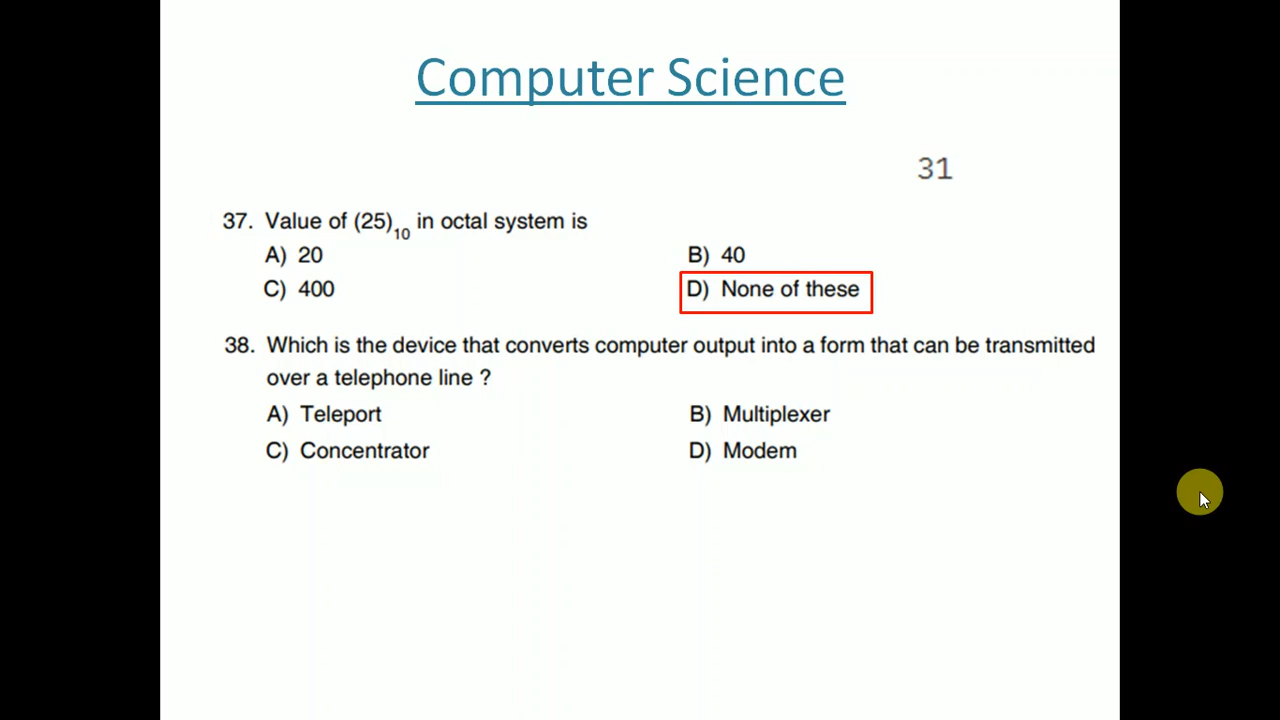 Computer Science
31
37. Value of (25)10 in octal system is
A) 20 B) 40
C) 400 D) None of these
38. Which is the device that converts computer output into a form that can be transmitted
over a telephone line ?
A) Teleport B) Multiplexer
C) Concentrator D) Modem